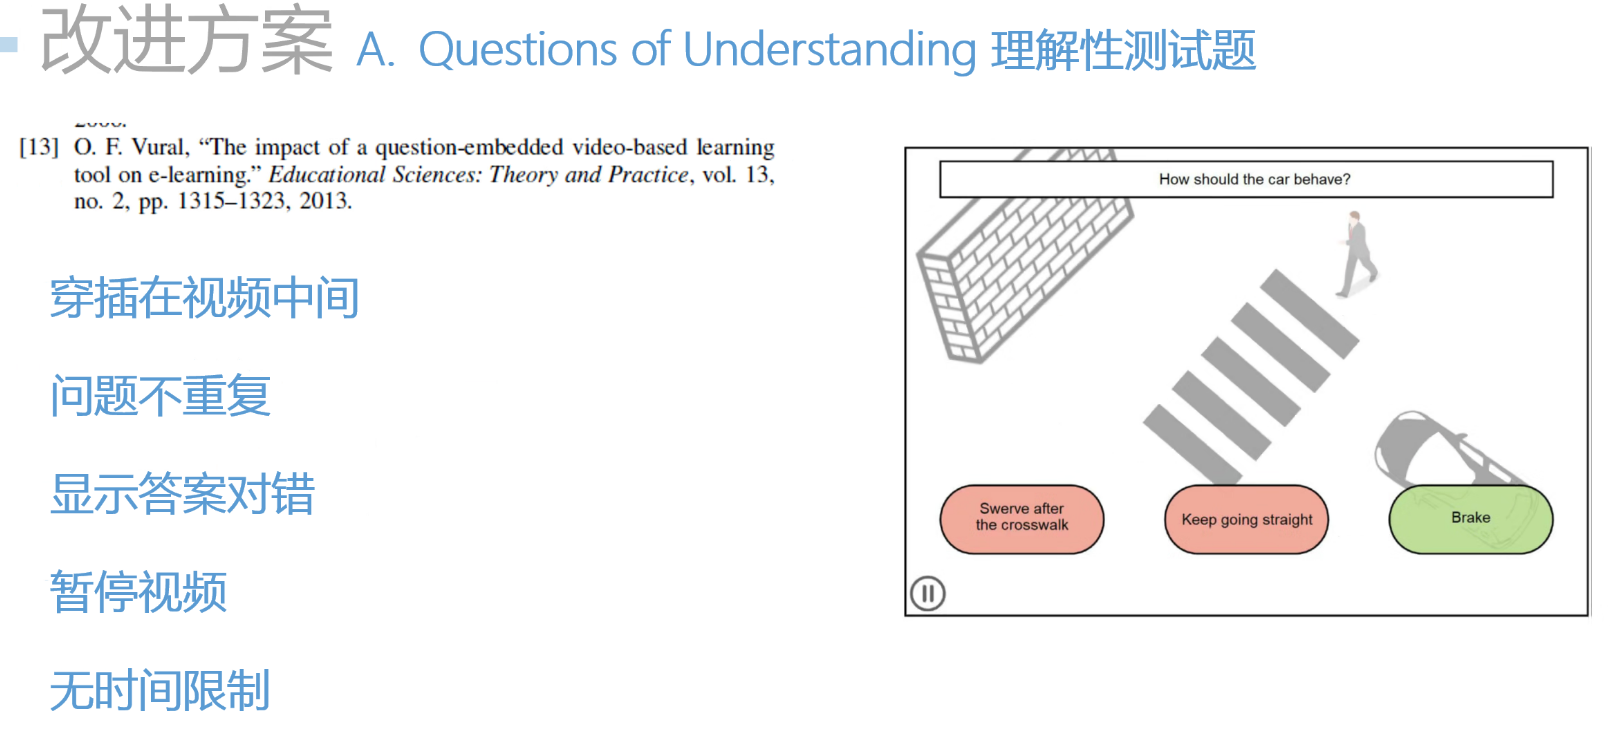 改进方案 A. Questions of Understanding 理解性测试题
[13] O. F. Vural, “The impact of a question-embedded video-based learning
tool on e-learning.” Educational Sciences: Theory and Practice, vol. 13,
no. 2, pp. 1315–1323, 2013.
穿插在视频中间
问题不重复
显示答案对错
暂停视频
无时间限制
How should the car behave?
Swerve after
the crosswalk
Keep going straight
Brake